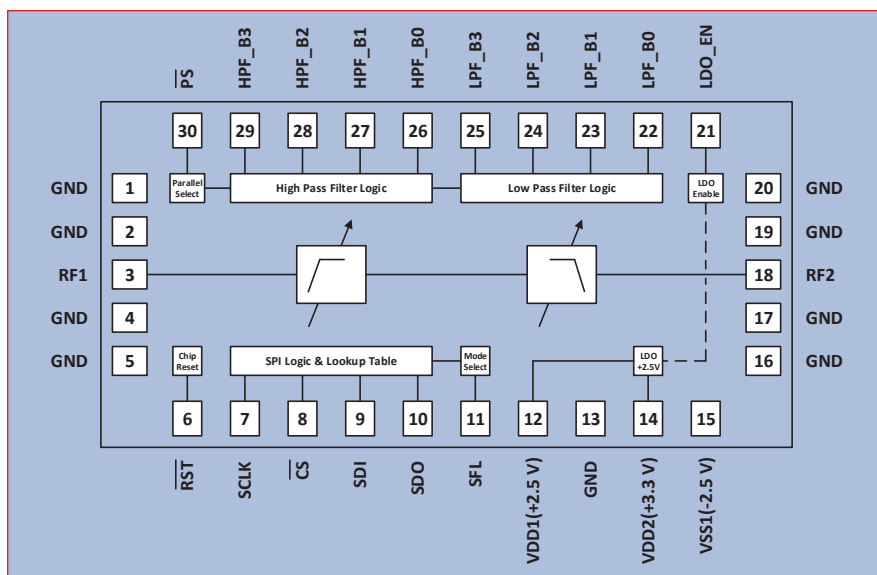 PS HPF_B3 HPF_B2 HPF_B1 HPF_B0 LPF_B3 LPF_B2 LPF_B1 LPF_B0 LDO_EN
30 29 28 27 26 25 24 23 22 21
GND 1 Parallel Select High Pass Filter Logic Low Pass Filter Logic LDO Enable 20 GND
GND 2 19 GND
RF1 3 18 RF2
GND 4 17 GND
GND 5 Chip Reset SPI Logic & Lookup Table Mode Select LDO +2.5V 16 GND
6 7 8 9 10 11 12 13 14 15
RST SCLK CS SDI SDO SFL VDD1(+2.5 V) GND VDD2(+3.3 V) VSS1(-2.5 V)